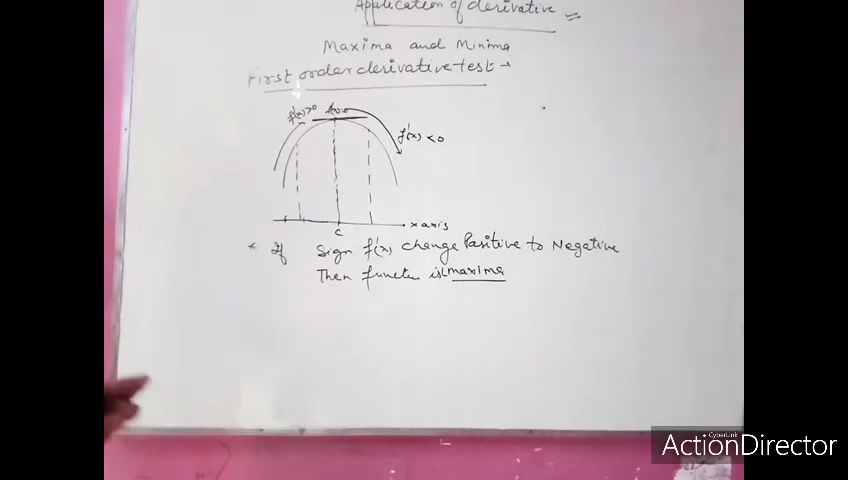 Application of derivative
Maxima and Minima
First order derivative test →
f'(x)>0
f'(x) <0
x axis
c
* If Sign f'(x) change Positive to Negative
Then function is maxima
CyberLink
ActionDirector